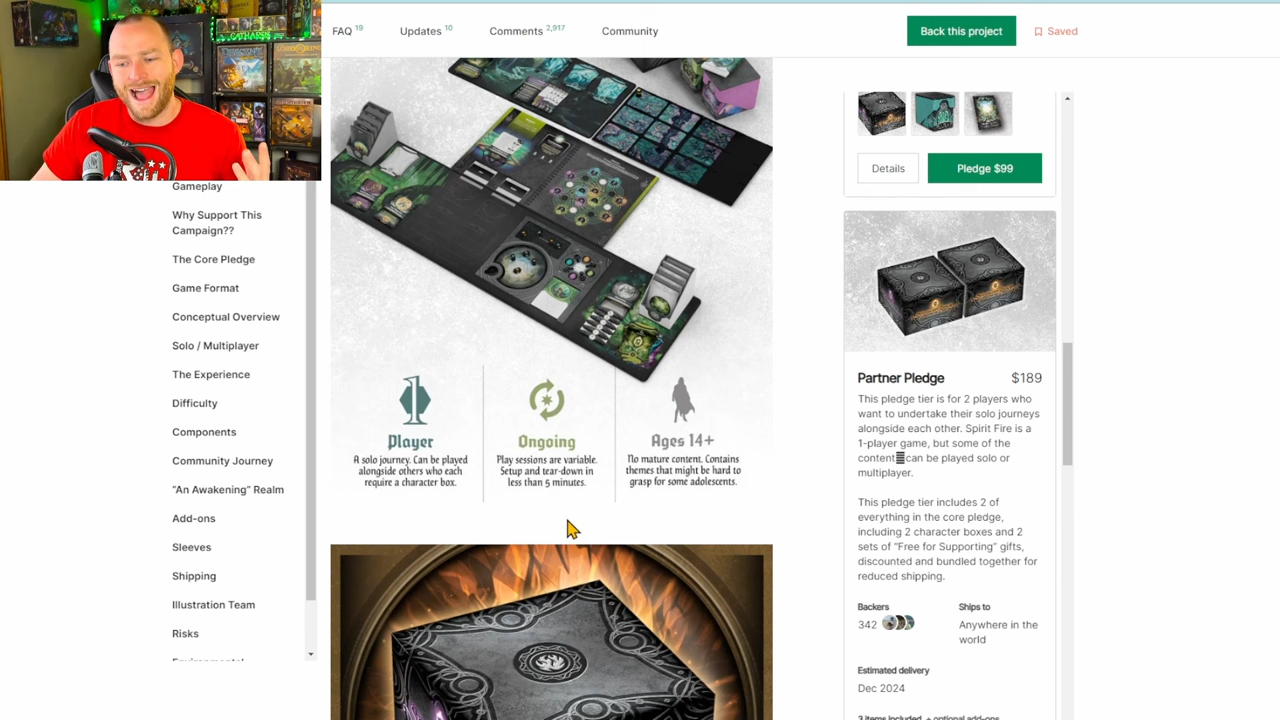 FAQ 19
Updates 10
Comments 2,917
Community
Back this project
Saved
CATHARSIS
Gameplay
Why Support This
Campaign??
The Core Pledge
Game Format
Conceptual Overview
Solo / Multiplayer
The Experience
Difficulty
Components
Community Journey
"An Awakening" Realm
Add-ons
Sleeves
Shipping
Illustration Team
Risks
Environmental
1
Player
A solo journey. Can be played
alongside others who each
require a character box.
Ongoing
Play sessions are variable.
Setup and tear-down in
less than 5 minutes.
Ages 14+
No mature content. Contains
themes that might be hard to
grasp for some adolescents.
Details
Pledge $99
Partner Pledge
$189
This pledge tier is for 2 players who
want to undertake their solo journeys
alongside each other. Spirit Fire is a
1-player game, but some of the
content can be played solo or
multiplayer.
This pledge tier includes 2 of
everything in the core pledge,
including 2 character boxes and 2
sets of "Free for Supporting" gifts,
discounted and bundled together for
reduced shipping.
Backers
342
Ships to
Anywhere in the
world
Estimated delivery
Dec 2024
3 items included + optional add-ons